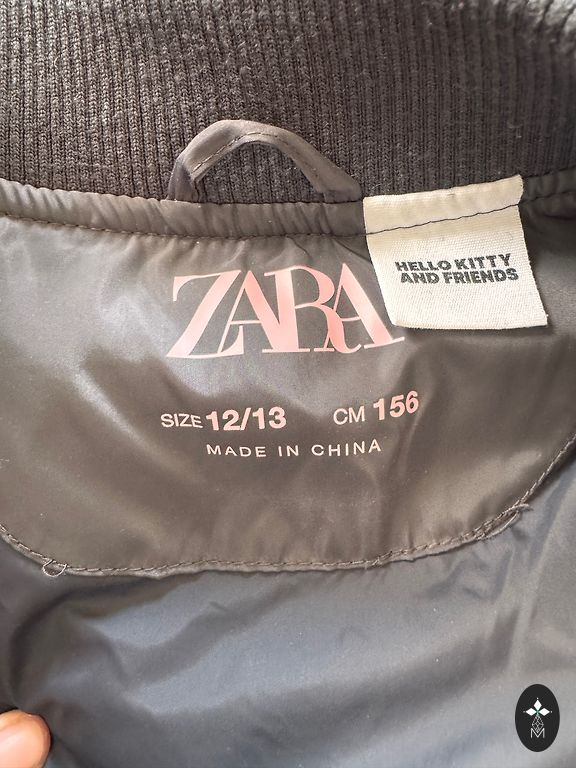 HELLO KITTY
AND FRIENDS
ZARA
SIZE 12/13 CM 156
MADE IN CHINA
M